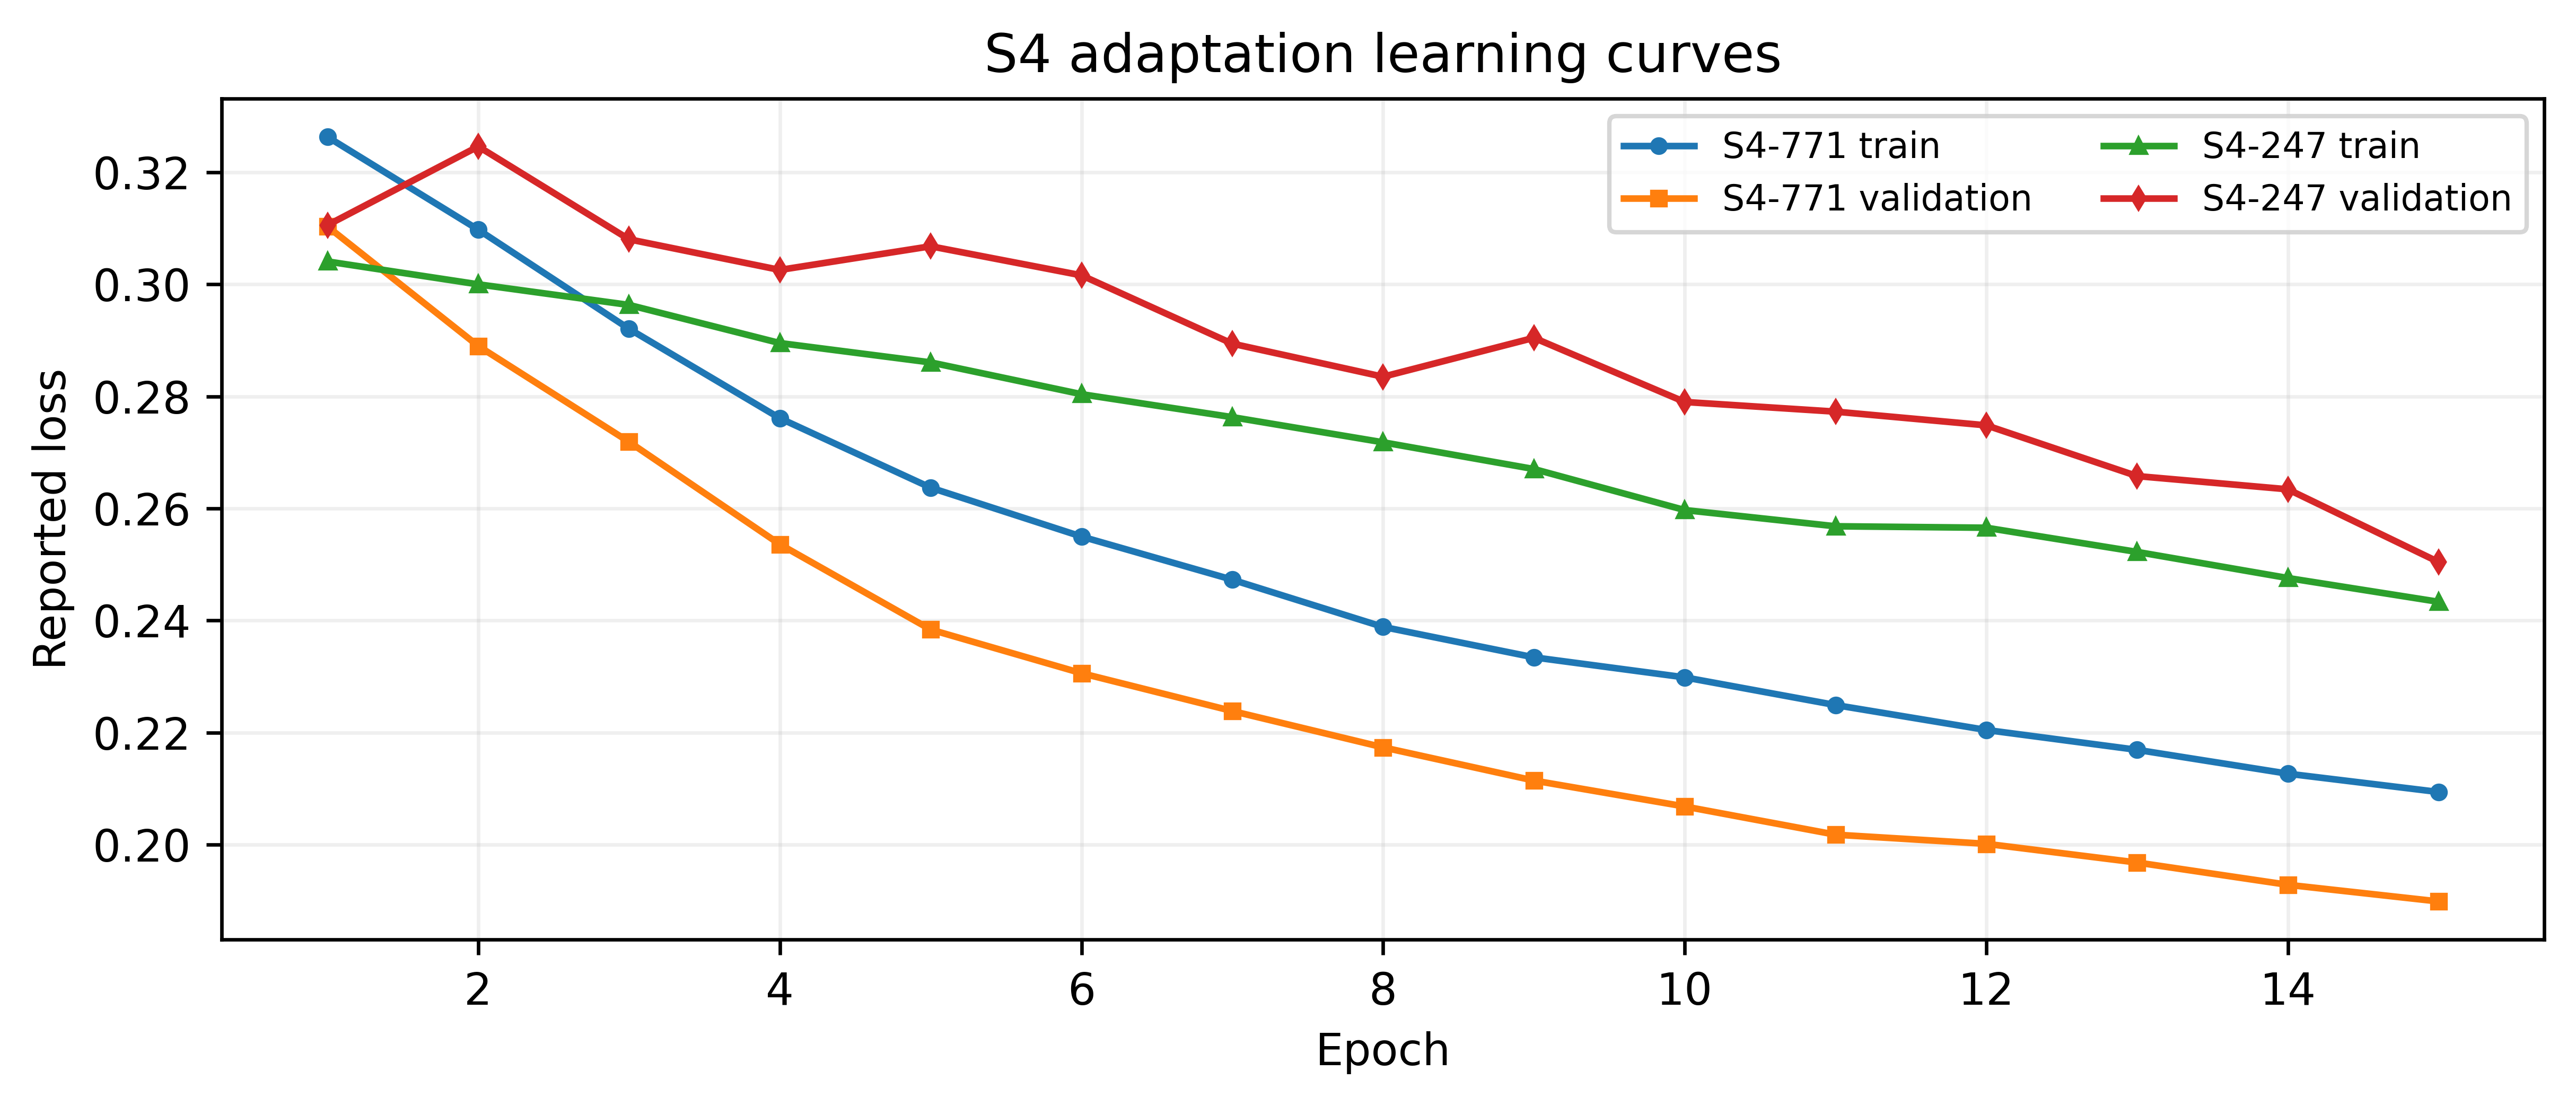 S4 adaptation learning curves
S4-771 train
S4-771 validation
S4-247 train
S4-247 validation
Reported loss
0.32
0.30
0.28
0.26
0.24
0.22
0.20
2 4 6 8 10 12 14
Epoch